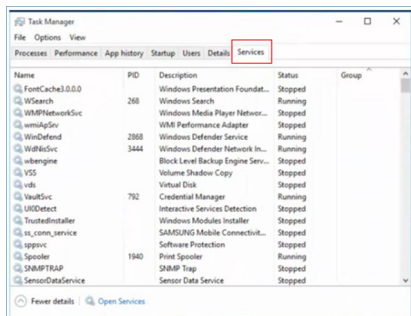 Task Manager
File Options View
Processes Performance App history Startup Users Details Services
Name PID Description Status Group
FontCache3.0.0.0 Windows Presentation Foundat... Stopped
WSearch 268 Windows Search Running
WMPNetworkSvc Windows Media Player Networ... Stopped
wmiApSrv WMI Performance Adapter Stopped
WinDefend 2868 Windows Defender Service Running
WdNisSvc 3444 Windows Defender Network In... Running
wbengine Block Level Backup Engine Serv... Stopped
VSS Volume Shadow Copy Stopped
vds Virtual Disk Stopped
VaultSvc 792 Credential Manager Running
UI0Detect Interactive Services Detection Stopped
TrustedInstaller Windows Modules Installer Stopped
ss_conn_service SAMSUNG Mobile Connectivit... Stopped
sppsvc Software Protection Stopped
Spooler 1940 Print Spooler Running
SNMPTRAP SNMP Trap Stopped
SensorDataService Sensor Data Service Stopped
Fewer details Open Services